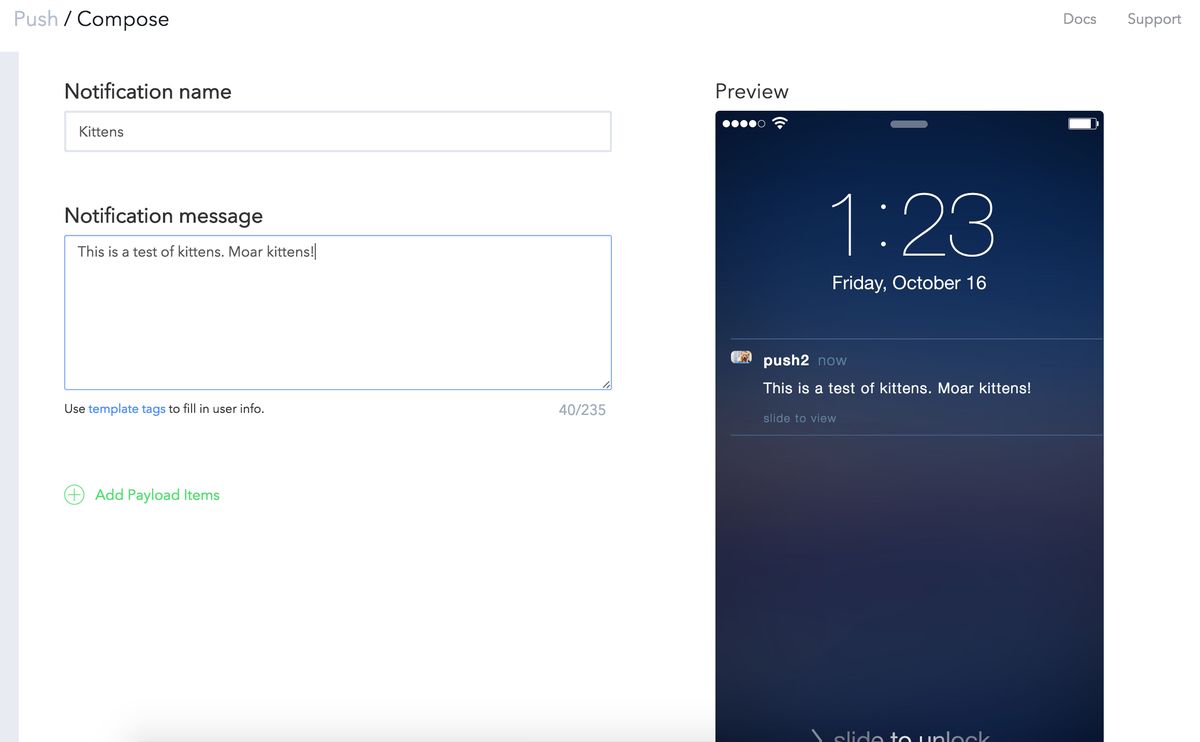 Push / Compose
Docs
Support
Notification name
Kittens
Notification message
This is a test of kittens. Moar kittens!
Use template tags to fill in user info.
40/235
Add Payload Items
Preview
1:23
Friday, October 16
push2 now
This is a test of kittens. Moar kittens!
slide to view
slide to unlock